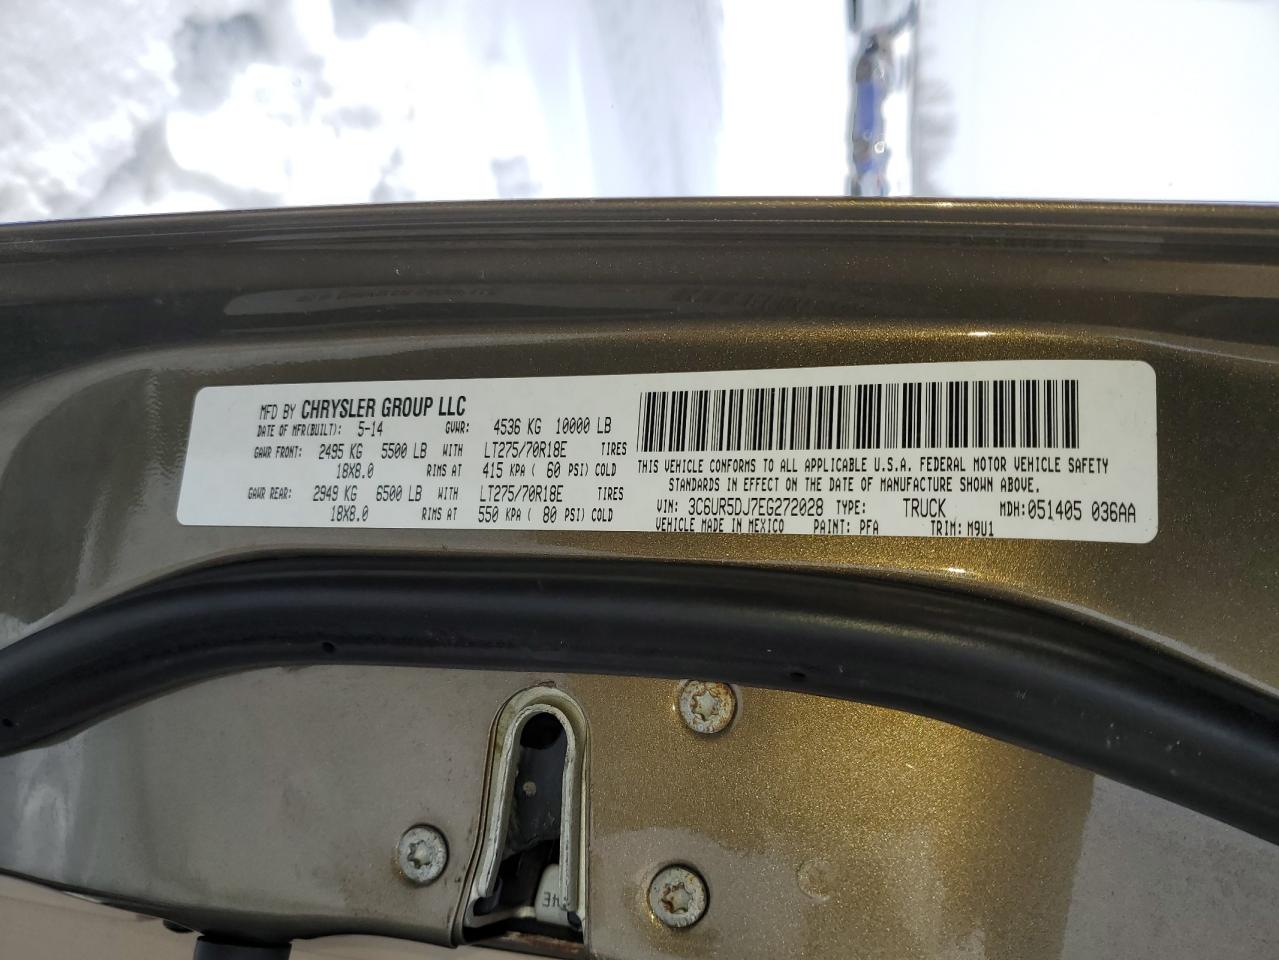 MFD BY CHRYSLER GROUP LLC
DATE OF MFR(BUILT): 5-14 GVWR: 4536 KG 10000 LB
GAWR FRONT: 2495 KG 5500 LB WITH LT275/70R18E TIRES
18X8.0 RIMS AT 415 KPA ( 60 PSI) COLD
GAWR REAR: 2949 KG 6500 LB WITH LT275/70R18E TIRES
18X8.0 RIMS AT 550 KPA ( 80 PSI) COLD
THIS VEHICLE CONFORMS TO ALL APPLICABLE U.S.A. FEDERAL MOTOR VEHICLE SAFETY
STANDARDS IN EFFECT ON THE DATE OF MANUFACTURE SHOWN ABOVE.
VIN: 3C6UR5DJ7EG272028 TYPE: TRUCK MDH:051405 036AA
VEHICLE MADE IN MEXICO PAINT: PFA TRIM: M9U1